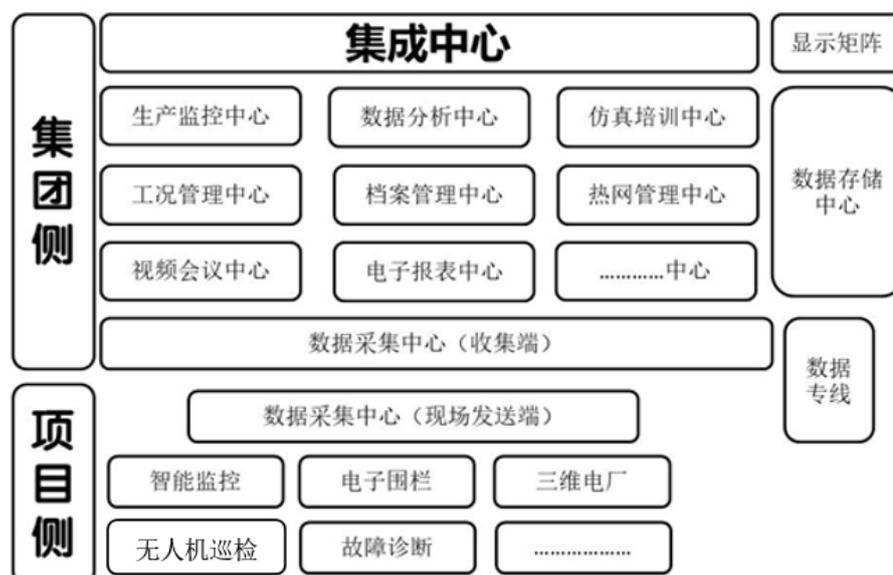 集团侧
集成中心
显示矩阵
生产监控中心
数据分析中心
仿真培训中心
数据存储
中心
工况管理中心
档案管理中心
热网管理中心
视频会议中心
电子报表中心
…………中心
数据采集中心（收集端）
数据
专线
项目侧
数据采集中心（现场发送端）
智能监控
电子围栏
三维电厂
无人机巡检
故障诊断
………………